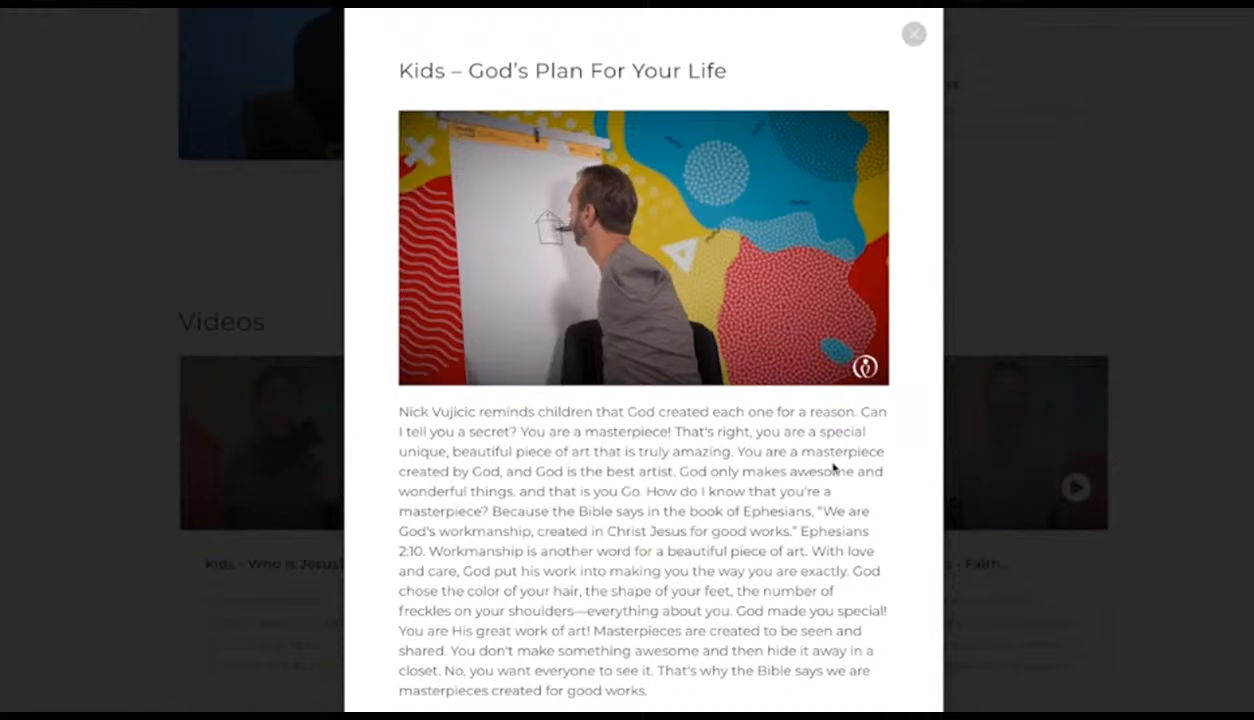 Kids – God's Plan For Your Life
Nick Vujicic reminds children that God created each one for a reason. Can
I tell you a secret? You are a masterpiece! That's right, you are a special
unique, beautiful piece of art that is truly amazing. You are a masterpiece
created by God, and God is the best artist. God only makes awesome and
wonderful things. and that is you Go. How do I know that you're a
masterpiece? Because the Bible says in the book of Ephesians, "We are
God's workmanship, created in Christ Jesus for good works." Ephesians
2:10. Workmanship is another word for a beautiful piece of art. With love
and care, God put his work into making you the way you are exactly. God
chose the color of your hair, the shape of your feet, the number of
freckles on your shoulders—everything about you. God made you special!
You are His great work of art! Masterpieces are created to be seen and
shared. You don't make something awesome and then hide it away in a
closet. No, you want everyone to see it. That's why the Bible says we are
masterpieces created for good works.
Videos
Kids - Who Is Jesus
- Faith...